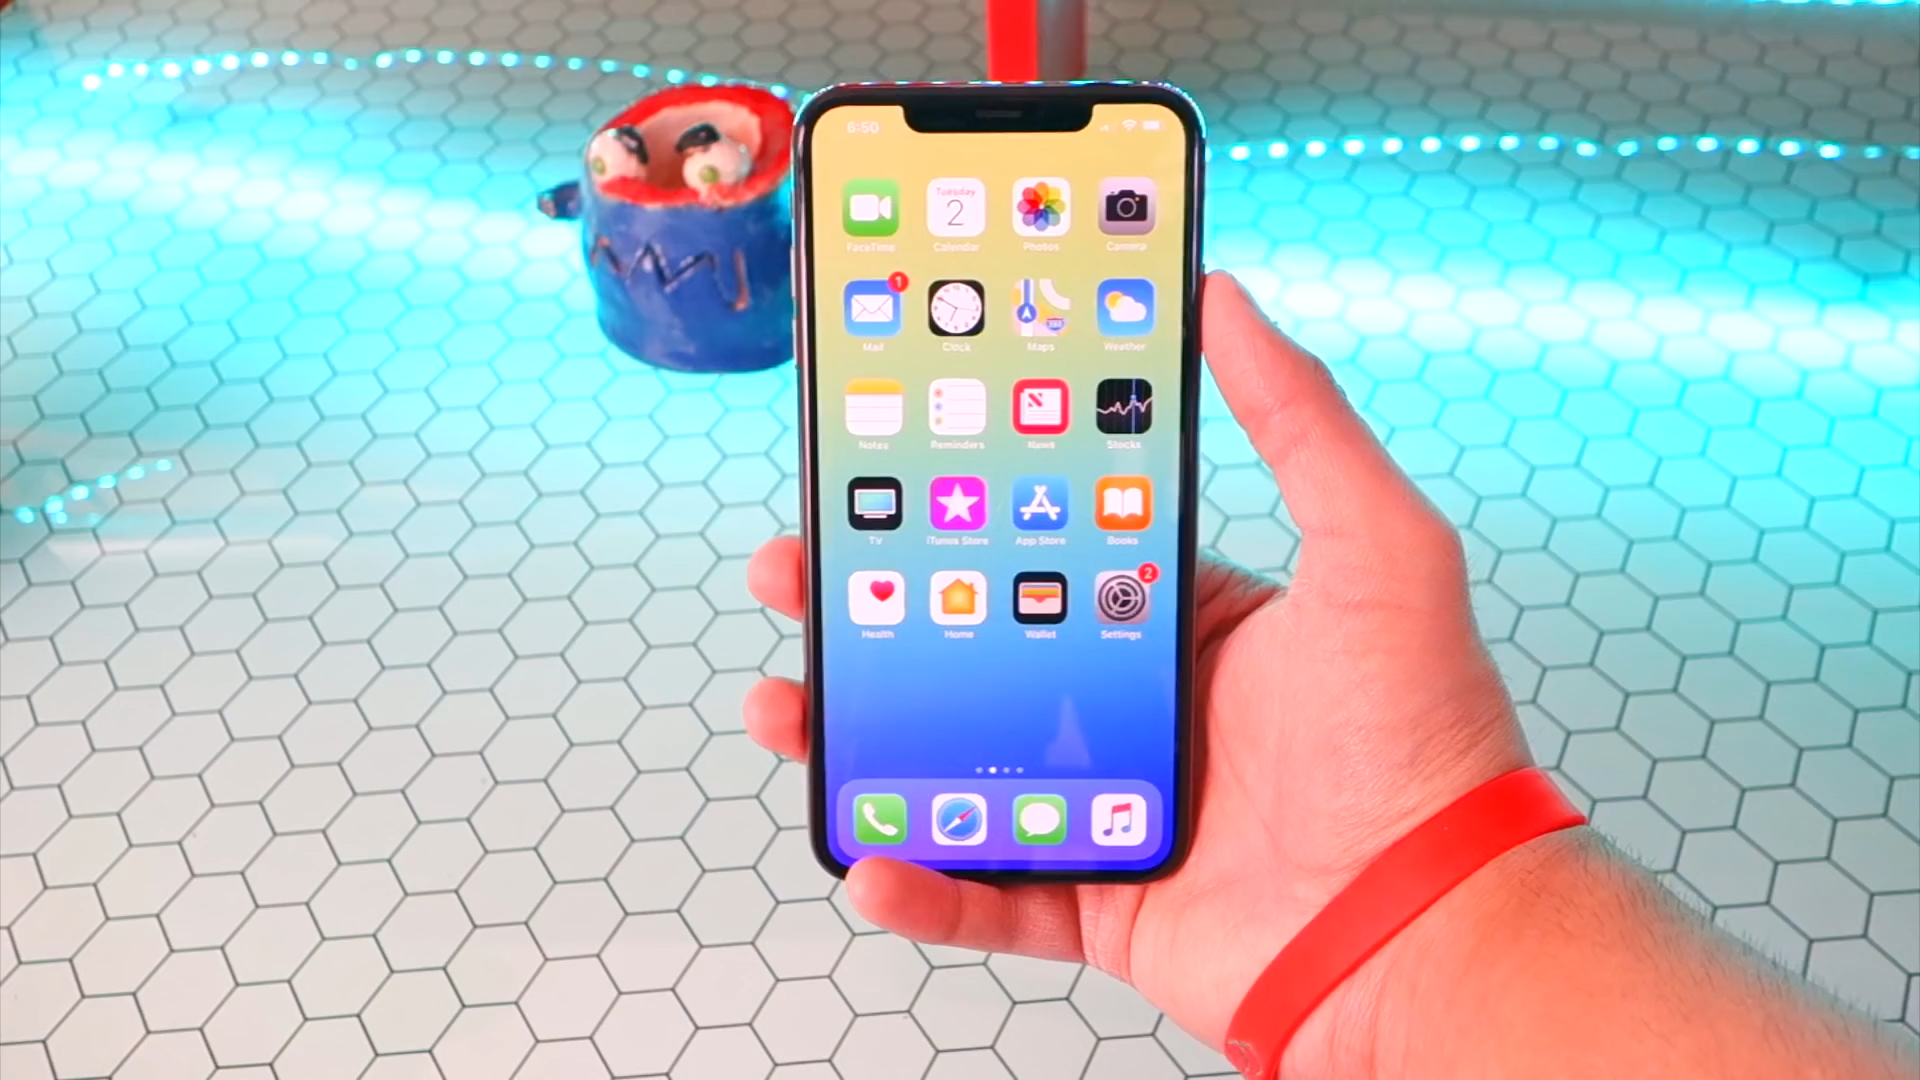 6:50
Tuesday
2
FaceTime Calendar Photos Camera
1
Mail Clock Maps Weather
Notes Reminders News Stocks
TV iTunes Store App Store Books
2
Health Home Wallet Settings